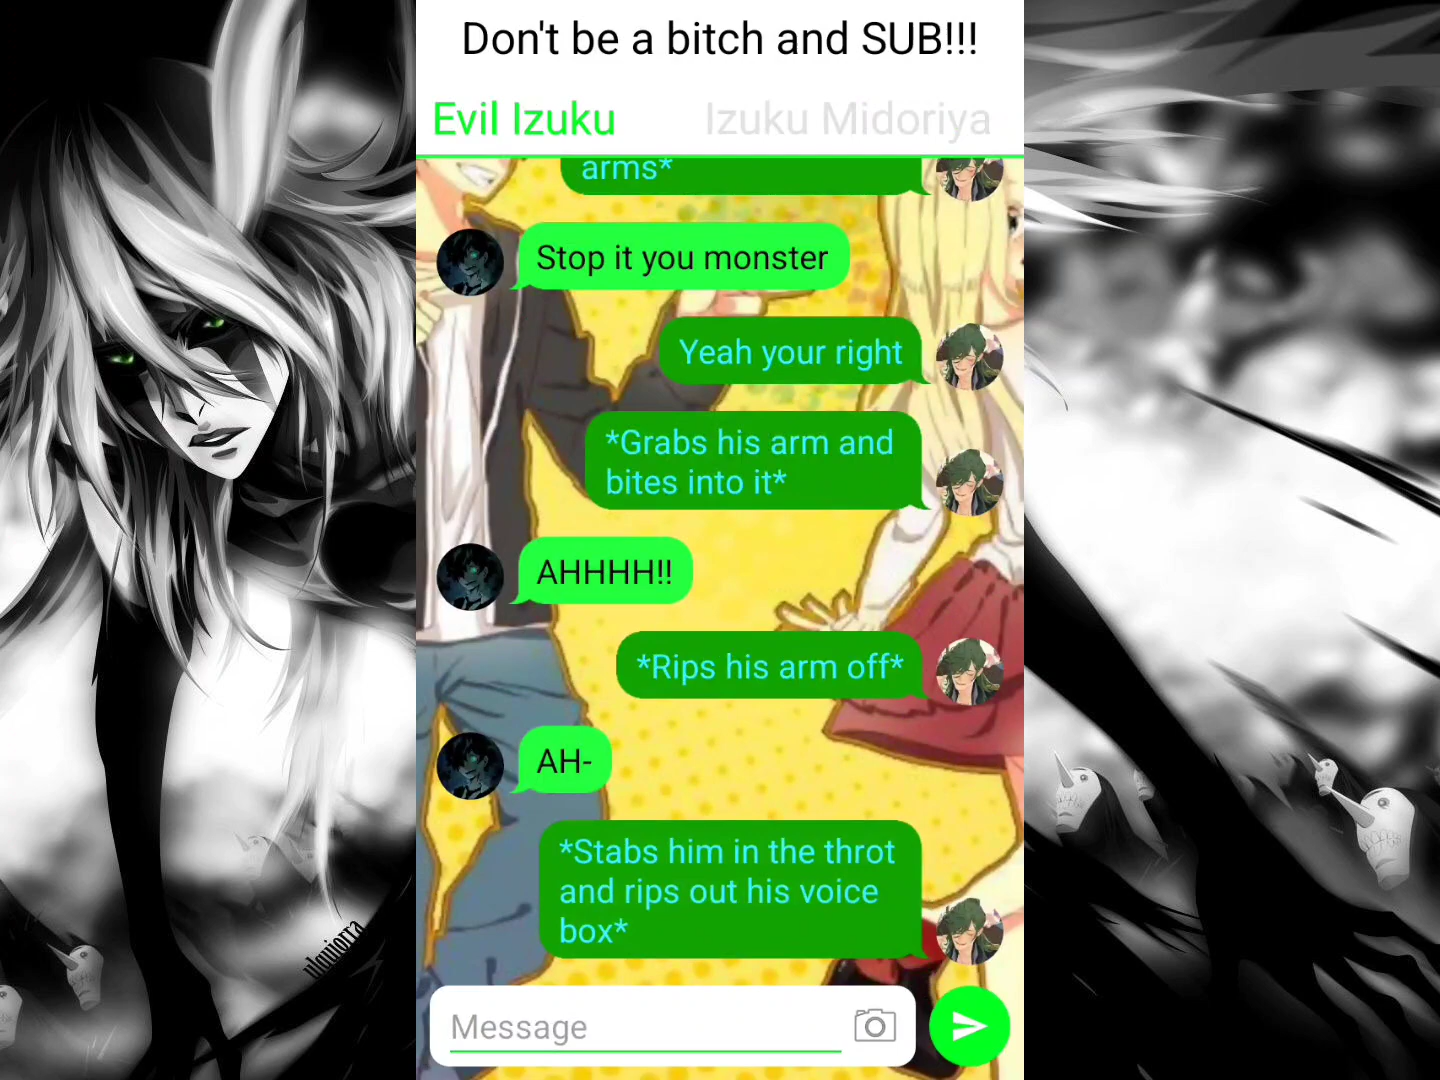 Don't be a bitch and SUB!!!
Evil Izuku
Izuku Midoriya
arms*
Stop it you monster
Yeah your right
*Grabs his arm and
bites into it*
AHHHH!!
*Rips his arm off*
AH-
*Stabs him in the throt
and rips out his voice
box*
Message
ulquiorra